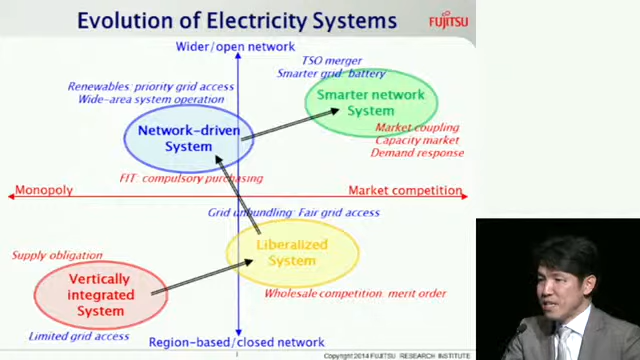 Evolution of Electricity Systems
FUJITSU
Wider/open network
TSO merger
Smarter grid: battery
Renewables: priority grid access
Wide-area system operation
Smarter network
System
Network-driven
System
Market coupling
Capacity market
Demand response
FIT: compulsory purchasing
Monopoly
Market competition
Grid unbundling: Fair grid access
Liberalized
System
Supply obligation
Vertically
integrated
System
Wholesale competition: merit order
Limited grid access
Region-based/closed network
Copyright 2014 FUJITSU RESEARCH INSTITUTE